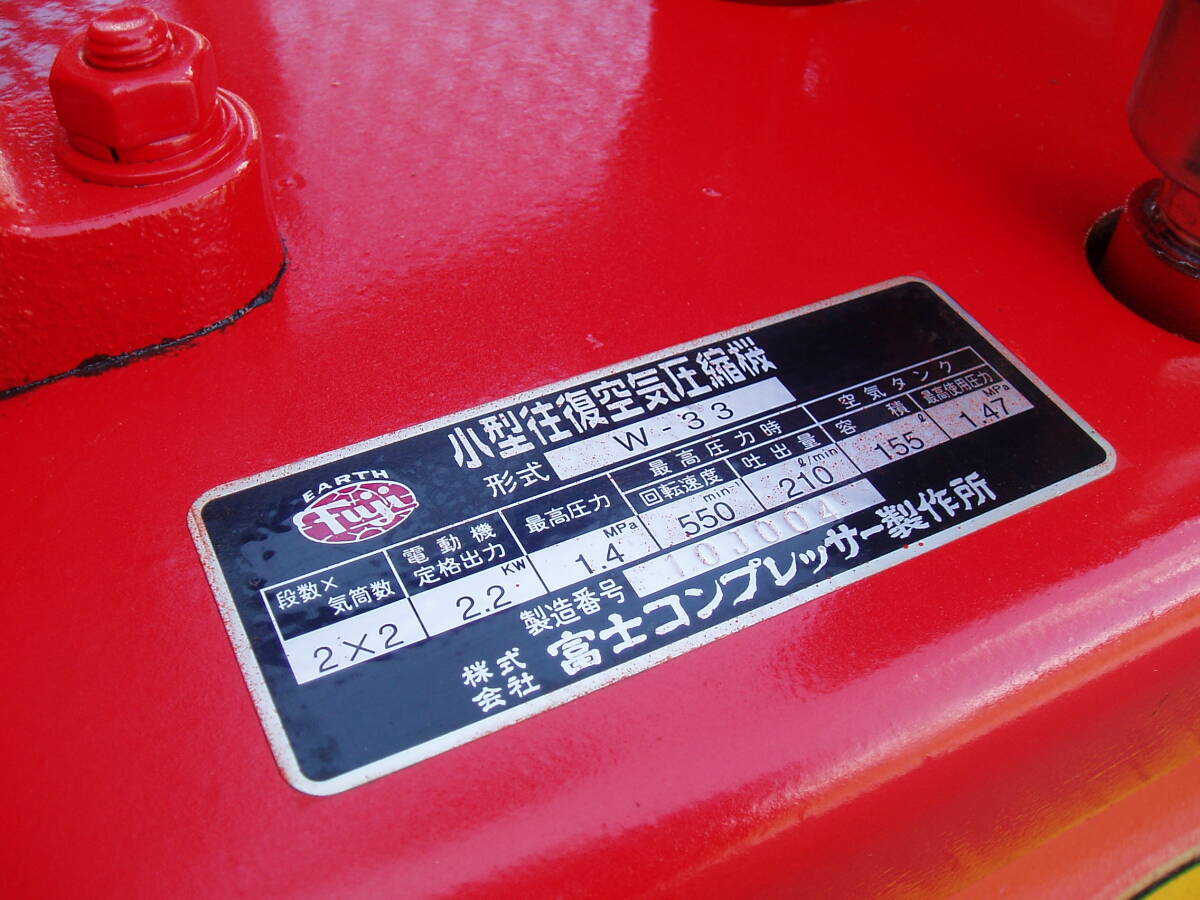 小型往復空気圧縮機
形式 W-33
EARTH
Fuji
段数×
気筒数
2×2
電動機
定格出力
2.2 KW
最高圧力
1.4 MPa
最高圧力時
回転速度
550 min-1
吐出量
210 ℓ/min
空気タンク
容積
155 ℓ
最高使用圧力
1.47 MPa
製造番号 10J004
株式
会社
富士コンプレッサー製作所